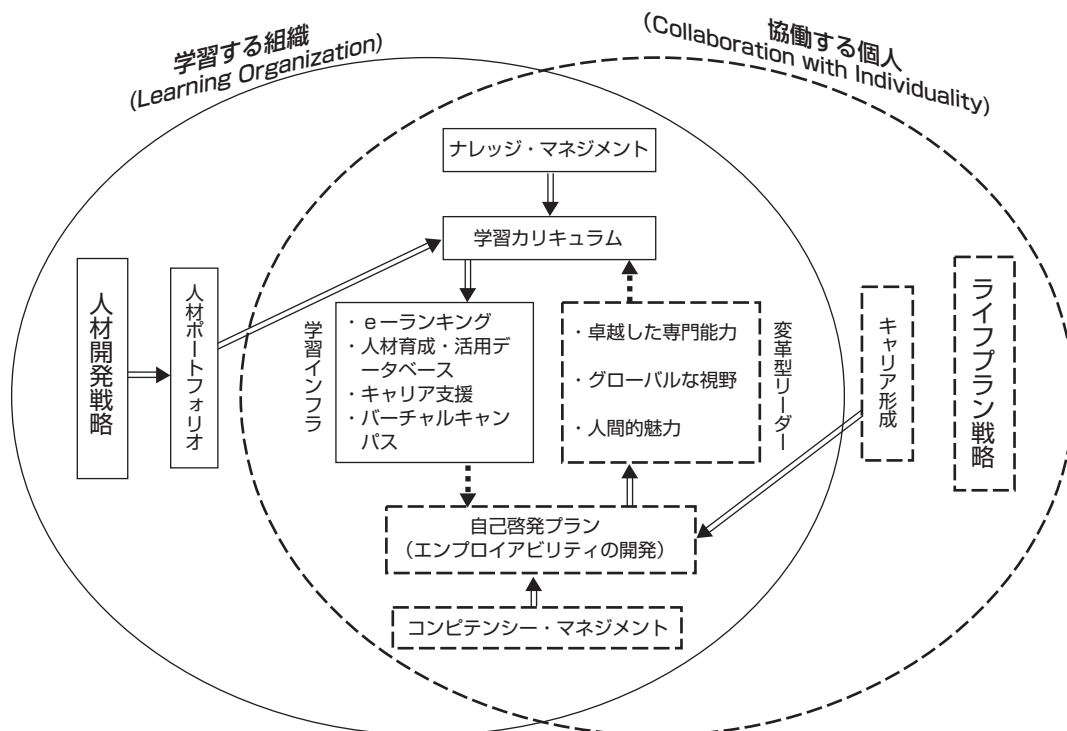 学習する組織
(Learning Organization)
協働する個人
(Collaboration with Individuality)
ナレッジ・マネジメント
学習カリキュラム
人材開発戦略
人材ポートフォリオ
学習インフラ
・eーランキング
・人材育成・活用デ
ータベース
・キャリア支援
・バーチャルキャン
パス
・卓越した専門能力
・グローバルな視野
・人間的魅力
変革型リーダー
キャリア形成
ライフプラン戦略
自己啓発プラン
（エンプロイアビリティの開発）
コンピテンシー・マネジメント